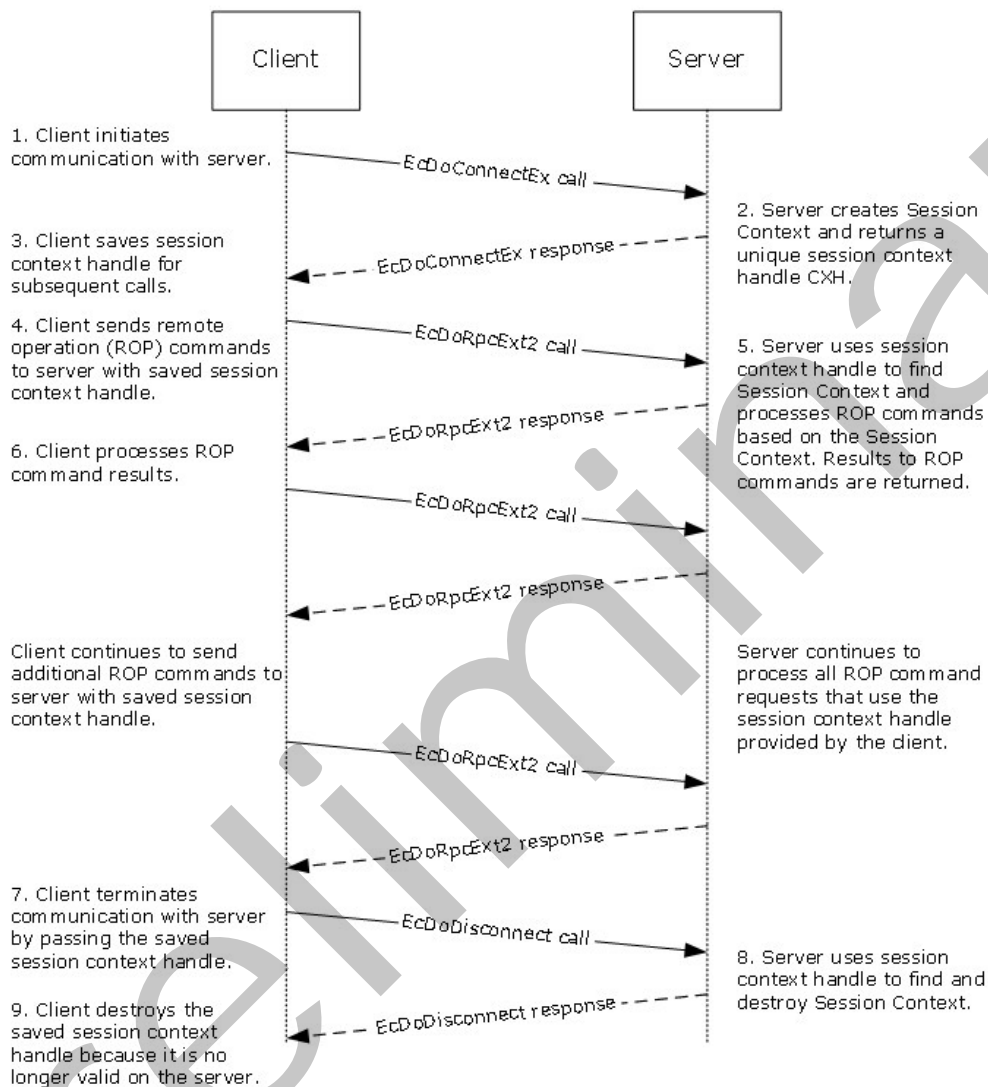 Client
Server
1. Client initiates
communication with server.
EcDoConnectEx call
2. Server creates Session
Context and returns a
unique session context
handle CXH.
EcDoConnectEx response
3. Client saves session
context handle for
subsequent calls.
4. Client sends remote
operation (ROP) commands
to server with saved session
context handle.
EcDoRpcExt2 call
5. Server uses session
context handle to find
Session Context and
processes ROP commands
based on the Session
Context. Results to ROP
commands are returned.
EcDoRpcExt2 response
6. Client processes ROP
command results.
EcDoRpcExt2 call
EcDoRpcExt2 response
Client continues to send
additional ROP commands to
server with saved session
context handle.
Server continues to
process all ROP command
requests that use the
session context handle
provided by the client.
EcDoRpcExt2 call
EcDoRpcExt2 response
7. Client terminates
communication with server
by passing the saved
session context handle.
EcDoDisconnect call
8. Server uses session
context handle to find and
destroy Session Context.
EcDoDisconnect response
9. Client destroys the
saved session context
handle because it is no
longer valid on the server.
relimina